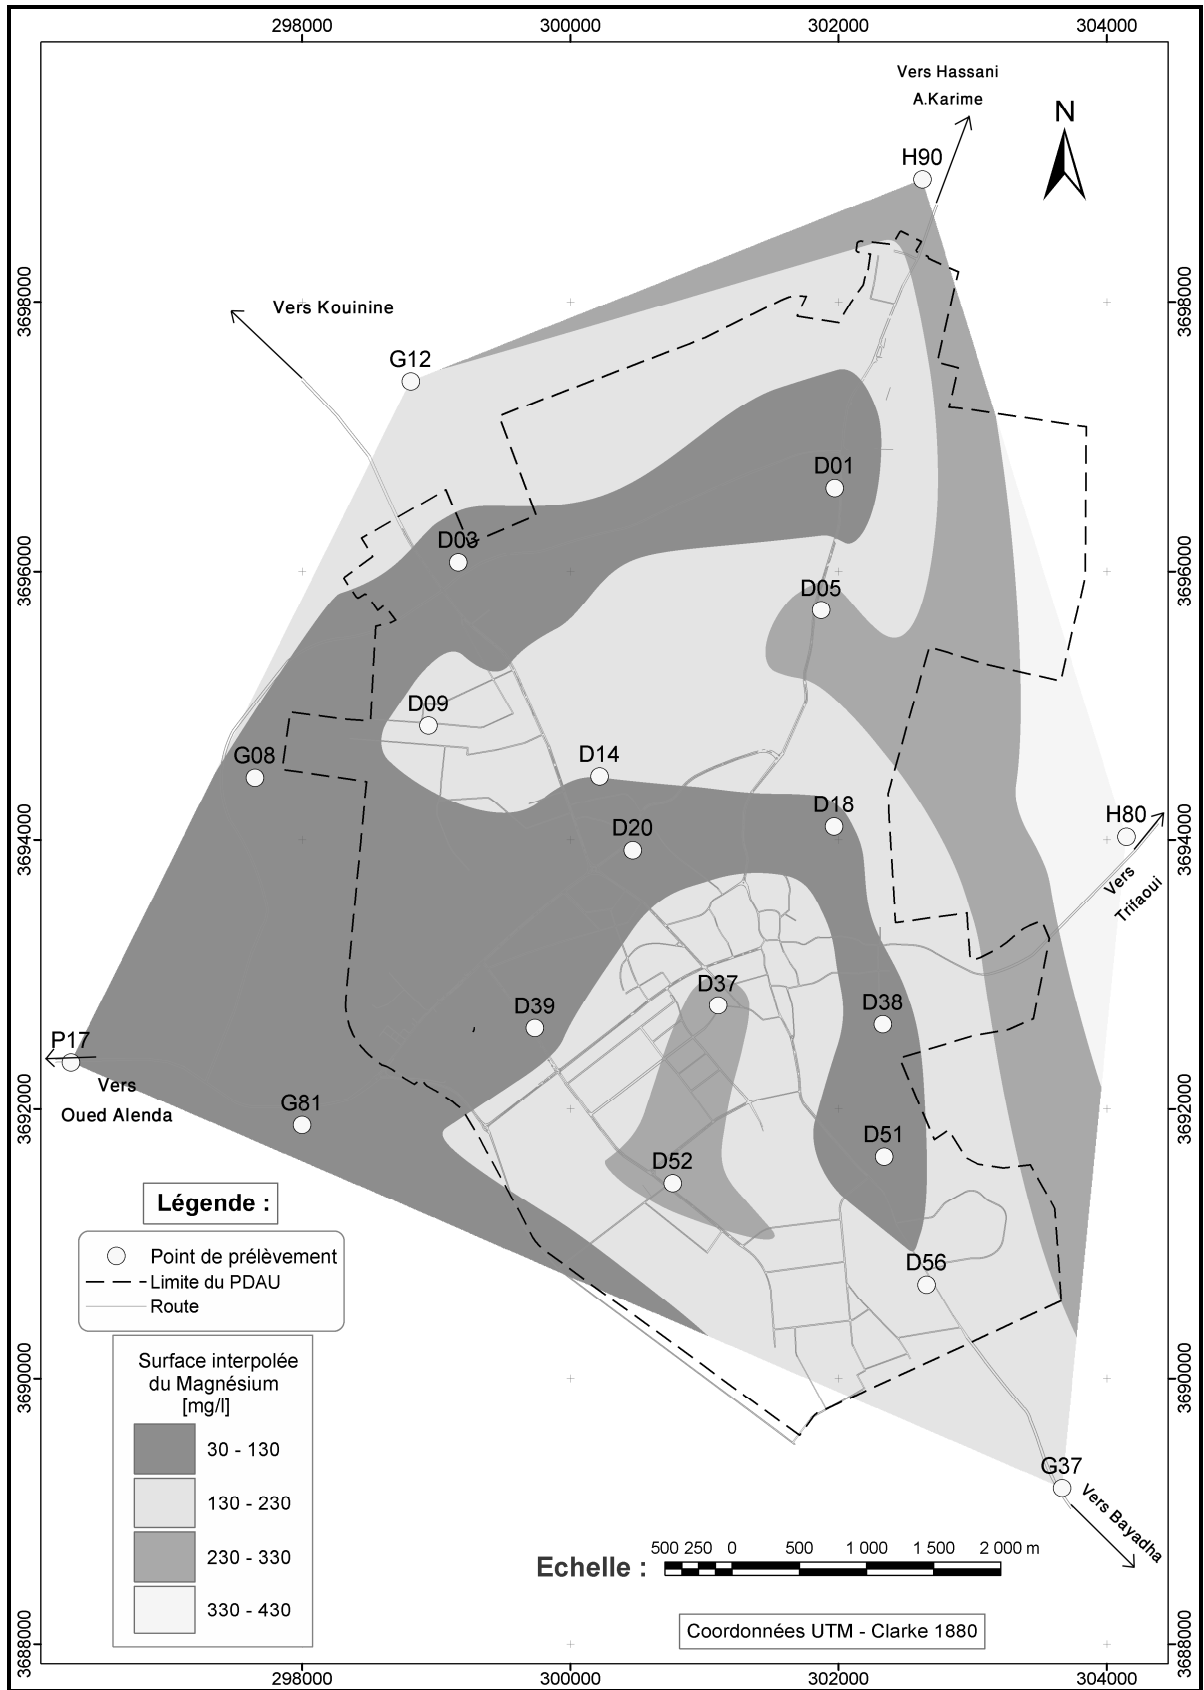 298000
300000
302000
304000
Vers Hassani
A.Karime
N
H90
3698000
3698000
Vers Kouinine
G12
D01
D03
3696000
3696000
D05
D09
G08
D14
D18
H80
3694000
3694000
D20
Vers
Trifaoui
D37
D39
D38
P17
Vers
Oued Alenda
G81
3692000
3692000
D51
D52
Légende :
Point de prélèvement
Limite du PDAU
Route
D56
Surface interpolée
du Magnésium
[mg/l]
30 - 130
130 - 230
230 - 330
330 - 430
3690000
3690000
G37
Vers Bayadha
Echelle :
500 250 0 500 1 000 1 500 2 000 m
Coordonnées UTM - Clarke 1880
3688000
3688000
298000
300000
302000
304000